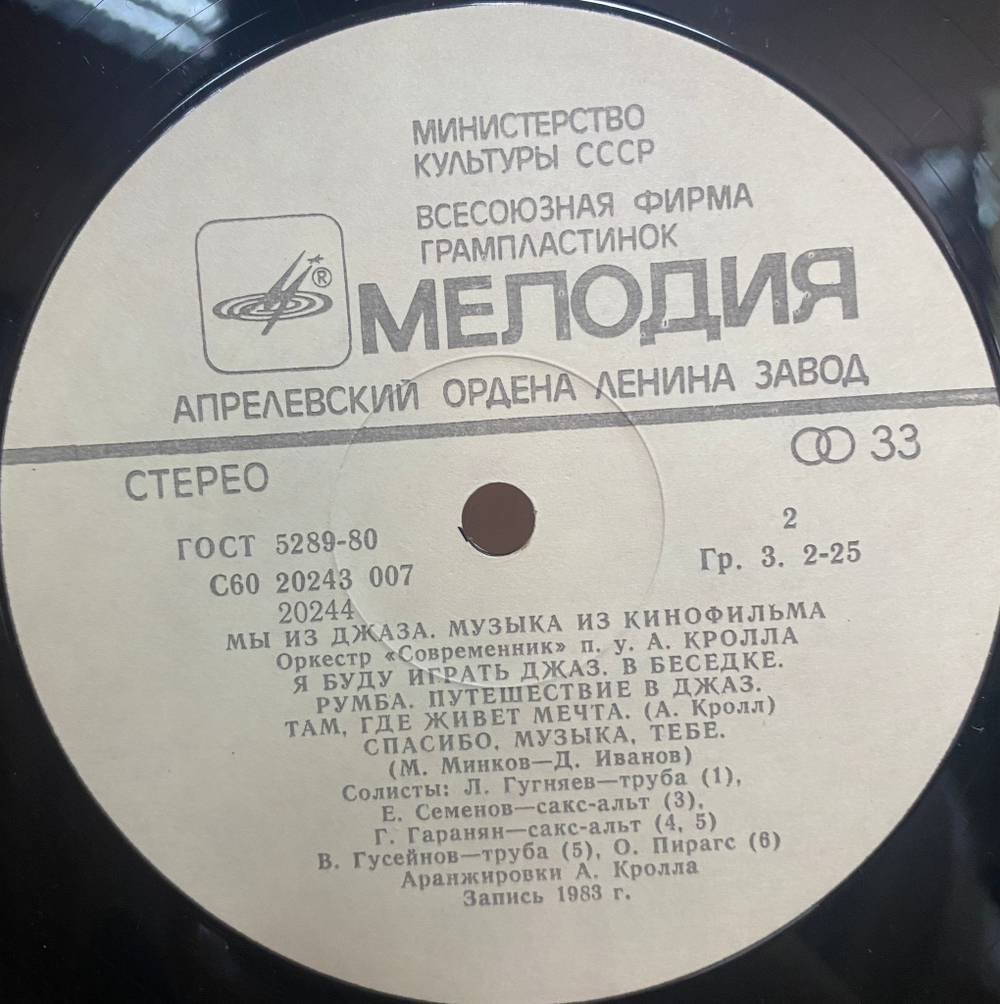 МИНИСТЕРСТВО
КУЛЬТУРЫ СССР
ВСЕСОЮЗНАЯ ФИРМА
ГРАМПЛАСТИНОК
®
МЕЛОДИЯ
АПРЕЛЕВСКИЙ ОРДЕНА ЛЕНИНА ЗАВОД
СТЕРЕО
33
ГОСТ 5289-80
2
С60 20243 007
Гр. 3. 2-25
20244
МЫ ИЗ ДЖАЗА. МУЗЫКА ИЗ КИНОФИЛЬМА
Оркестр «Современник» п. у. А. КРОЛЛА
Я БУДУ ИГРАТЬ ДЖАЗ. В БЕСЕДКЕ.
РУМБА. ПУТЕШЕСТВИЕ В ДЖАЗ.
ТАМ, ГДЕ ЖИВЕТ МЕЧТА. (А. Кролл)
СПАСИБО, МУЗЫКА, ТЕБЕ.
(М. Минков—Д. Иванов)
Солисты: Л. Гугняев—труба (1),
Е. Семенов—сакс-альт (3),
Г. Гаранян—сакс-альт (4, 5)
В. Гусейнов—труба (5), О. Пирагс (6)
Аранжировки А. Кролла
Запись 1983 г.